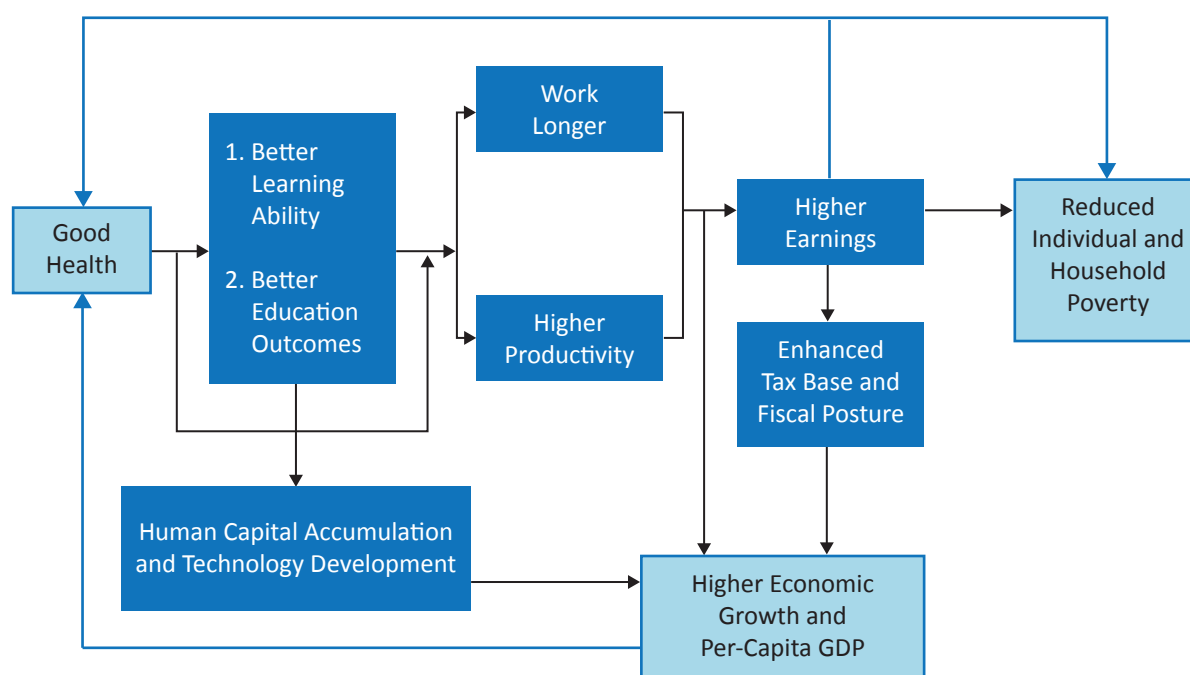 Good
Health
1. Better
Learning
Ability
2. Better
Education
Outcomes
Work
Longer
Higher
Productivity
Higher
Earnings
Reduced
Individual and
Household
Poverty
Enhanced
Tax Base and
Fiscal Posture
Human Capital Accumulation
and Technology Development
Higher Economic
Growth and
Per-Capita GDP